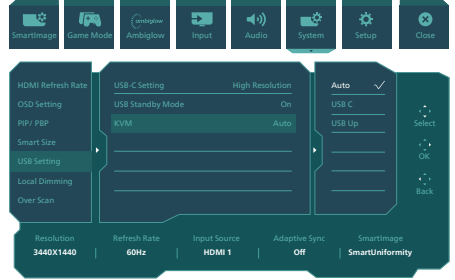 ambiglow
SmartImage Game Mode Ambiglow Input Audio System Setup Close
HDMI Refresh Rate USB-C Setting High Resolution Auto
OSD Setting USB Standby Mode On USB C
PIP/ PBP KVM Auto USB Up Select
Smart Size
USB Setting OK
Local Dimming
Back
Over Scan
Resolution Refresh Rate Input Source Adaptive Sync SmartImage
3440X1440 60Hz HDMI 1 Off SmartUniformity